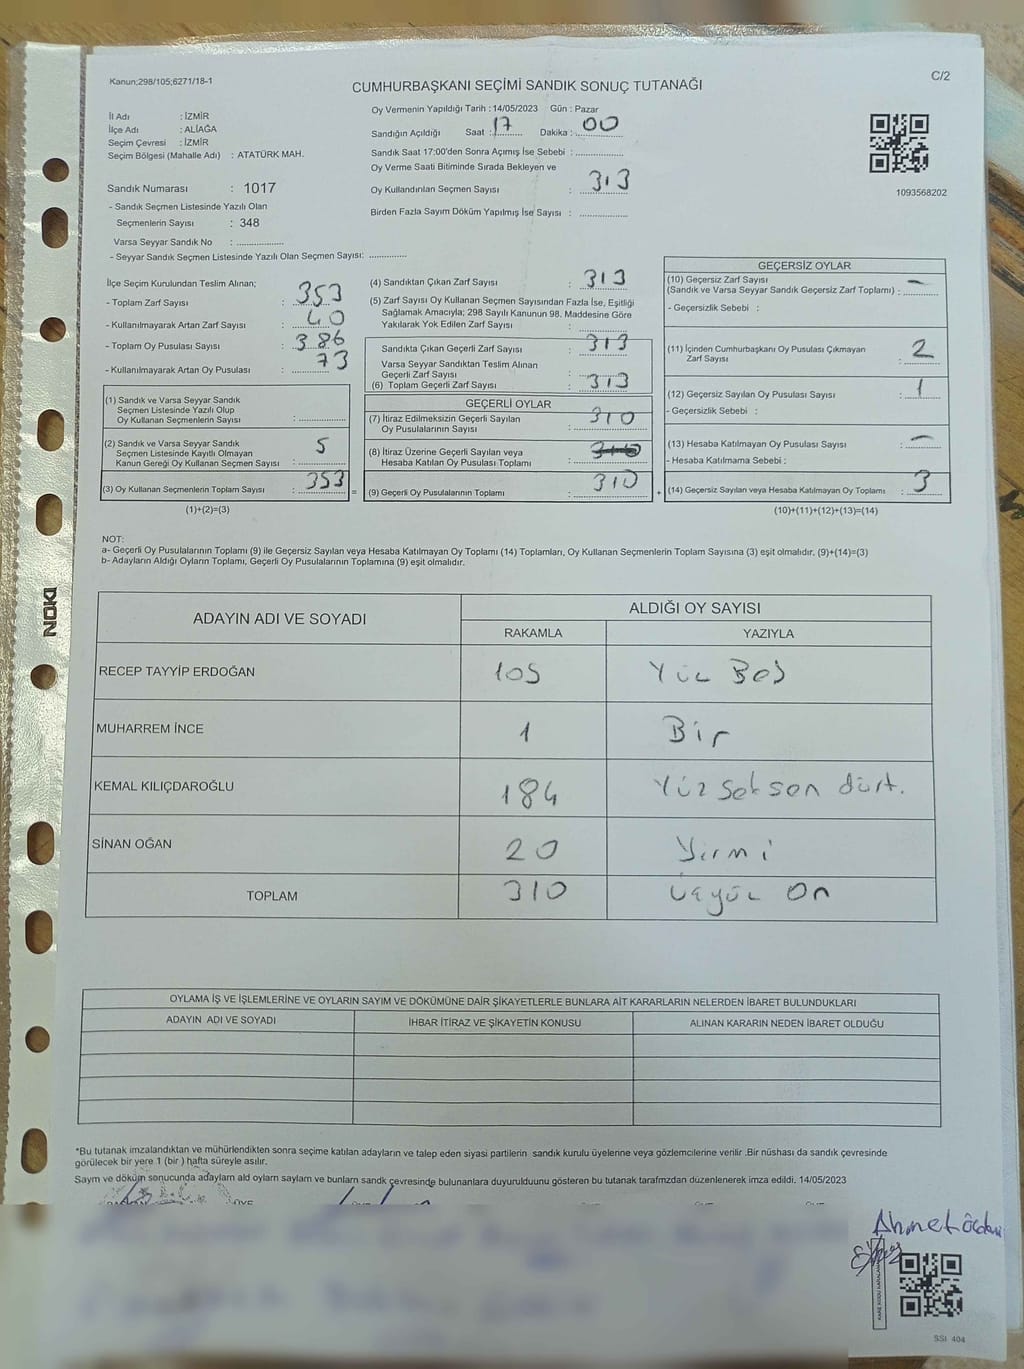 Kanun;298/105;6271/18-1
C/2
CUMHURBAŞKANI SEÇİMİ SANDIK SONUÇ TUTANAĞI
İl Adı : İZMİR
İlçe Adı : ALİAĞA
Seçim Çevresi : İZMİR
Seçim Bölgesi (Mahalle Adı) : ATATÜRK MAH.
Sandık Numarası : 1017
- Sandık Seçmen Listesinde Yazılı Olan
Seçmenlerin Sayısı : 348
Varsa Seyyar Sandık No : ................
- Seyyar Sandık Seçmen Listesinde Yazılı Olan Seçmen Sayısı: ............
Oy Vermenin Yapıldığı Tarih : 14/05/2023 Gün : Pazar
Sandığın Açıldığı Saat : 17 Dakika : 00
Sandık Saat 17:00'den Sonra Açımış İse Sebebi : ................
Oy Verme Saati Bitiminde Sırada Bekleyen ve
Oy Kullandırılan Seçmen Sayısı : 313
Birden Fazla Sayım Döküm Yapılmış İse Sayısı : ................
1093568202
İlçe Seçim Kurulundan Teslim Alınan;
- Toplam Zarf Sayısı : 353
- Kullanılmayarak Artan Zarf Sayısı : 40
- Toplam Oy Pusulası Sayısı : 386
- Kullanılmayarak Artan Oy Pusulası : 73
(1) Sandık ve Varsa Seyyar Sandık
Seçmen Listesinde Yazılı Olup
Oy Kullanan Seçmenlerin Sayısı : ................
(2) Sandık ve Varsa Seyyar Sandık
Seçmen Listesinde Kayıtlı Olmayan
Kanun Gereği Oy Kullanan Seçmen Sayısı : 5
(3) Oy Kullanan Seçmenlerin Toplam Sayısı : 353 =
(1)+(2)=(3)
(4) Sandıktan Çıkan Zarf Sayısı : 313
(5) Zarf Sayısı Oy Kullanan Seçmen Sayısından Fazla İse, Eşitliği
Sağlamak Amacıyla; 298 Sayılı Kanunun 98. Maddesine Göre
Yakılarak Yok Edilen Zarf Sayısı : ................
Sandıkta Çıkan Geçerli Zarf Sayısı : 313
Varsa Seyyar Sandıktan Teslim Alınan
Geçerli Zarf Sayısı : ................
(6) Toplam Geçerli Zarf Sayısı : 313
GEÇERLİ OYLAR
(7) İtiraz Edilmeksizin Geçerli Sayılan
Oy Pusulalarının Sayısı : 310
(8) İtiraz Üzerine Geçerli Sayılan veya
Hesaba Katılan Oy Pusulası Toplamı :
(9) Geçerli Oy Pusulalarının Toplamı : 310 +
GEÇERSİZ OYLAR
(10) Geçersiz Zarf Sayısı
(Sandık ve Varsa Seyyar Sandık Geçersiz Zarf Toplamı) : –
- Geçersizlik Sebebi :
(11) İçinden Cumhurbaşkanı Oy Pusulası Çıkmayan
Zarf Sayısı : 2
(12) Geçersiz Sayılan Oy Pusulası Sayısı : 1
- Geçersizlik Sebebi :
(13) Hesaba Katılmayan Oy Pusulası Sayısı : –
- Hesaba Katılmama Sebebi :
(14) Geçersiz Sayılan veya Hesaba Katılmayan Oy Toplamı : 3
(10)+(11)+(12)+(13)=(14)
NOT:
a- Geçerli Oy Pusulalarının Toplamı (9) ile Geçersiz Sayılan veya Hesaba Katılmayan Oy Toplamı (14) Toplamları, Oy Kullanan Seçmenlerin Toplam Sayısına (3) eşit olmalıdır. (9)+(14)=(3)
b- Adayların Aldığı Oyların Toplamı, Geçerli Oy Pusulalarının Toplamına (9) eşit olmalıdır.
ADAYIN ADI VE SOYADI ALDIĞI OY SAYISI
RAKAMLA YAZIYLA
RECEP TAYYİP ERDOĞAN 105 Yüz Beş
MUHARREM İNCE 1 Bir
KEMAL KILIÇDAROĞLU 184 Yüz seksen dört.
SİNAN OĞAN 20 Yirmi
TOPLAM 310 Üçyüz On
OYLAMA İŞ VE İŞLEMLERİNE VE OYLARIN SAYIM VE DÖKÜMÜNE DAİR ŞİKAYETLERLE BUNLARA AİT KARARLARIN NELERDEN İBARET BULUNDUKLARI
ADAYIN ADI VE SOYADI İHBAR İTİRAZ VE ŞİKAYETİN KONUSU ALINAN KARARIN NEDEN İBARET OLDUĞU
*Bu tutanak imzalandıktan ve mühürlendikten sonra seçime katılan adayların ve talep eden siyasi partilerin sandık kurulu üyelerine veya gözlemcilerine verilir .Bir nüshası da sandık çevresinde
görülecek bir yere 1 (bir ) hafta süreyle asılır.
Sayım ve döküm sonucunda adayların ald oyların saylam ve bunların sandk çevresinde bulunanlara duyurulduunu gösteren bu tutanak tarafmzdan düzenlenerek imza edildi. 14/05/2023
Ahmet
SSI 404
NOKI